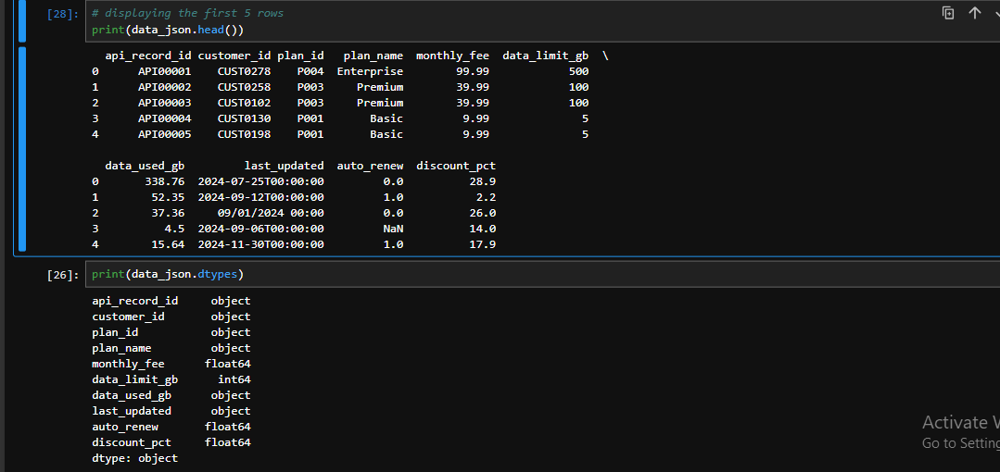 [28]: # displaying the first 5 rows
print(data_json.head())
api_record_id customer_id plan_id plan_name monthly_fee data_limit_gb \
0 API00001 CUST0278 P004 Enterprise 99.99 500
1 API00002 CUST0258 P003 Premium 39.99 100
2 API00003 CUST0102 P003 Premium 39.99 100
3 API00004 CUST0130 P001 Basic 9.99 5
4 API00005 CUST0198 P001 Basic 9.99 5
data_used_gb last_updated auto_renew discount_pct
0 338.76 2024-07-25T00:00:00 0.0 28.9
1 52.35 2024-09-12T00:00:00 1.0 2.2
2 37.36 09/01/2024 00:00 0.0 26.0
3 4.5 2024-09-06T00:00:00 NaN 14.0
4 15.64 2024-11-30T00:00:00 1.0 17.9
[26]: print(data_json.dtypes)
api_record_id object
customer_id object
plan_id object
plan_name object
monthly_fee float64
data_limit_gb int64
data_used_gb object
last_updated object
auto_renew float64
discount_pct float64
dtype: object
Activate
Go to Setting